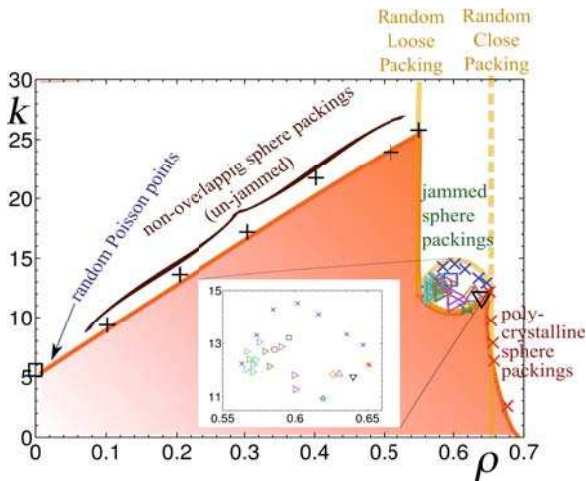 Random
Loose
Packing
Random
Close
Packing
30
k
25
20
15
10
5
0
non-overlappig sphere packings
(un-jammed)
random Poisson points
jammed
sphere
packings
poly-
crystalline
sphere
packings
15
13
11
0.55
0.6
0.65
0
0.1
0.2
0.3
0.4
0.5
0.6
0.7
ρ